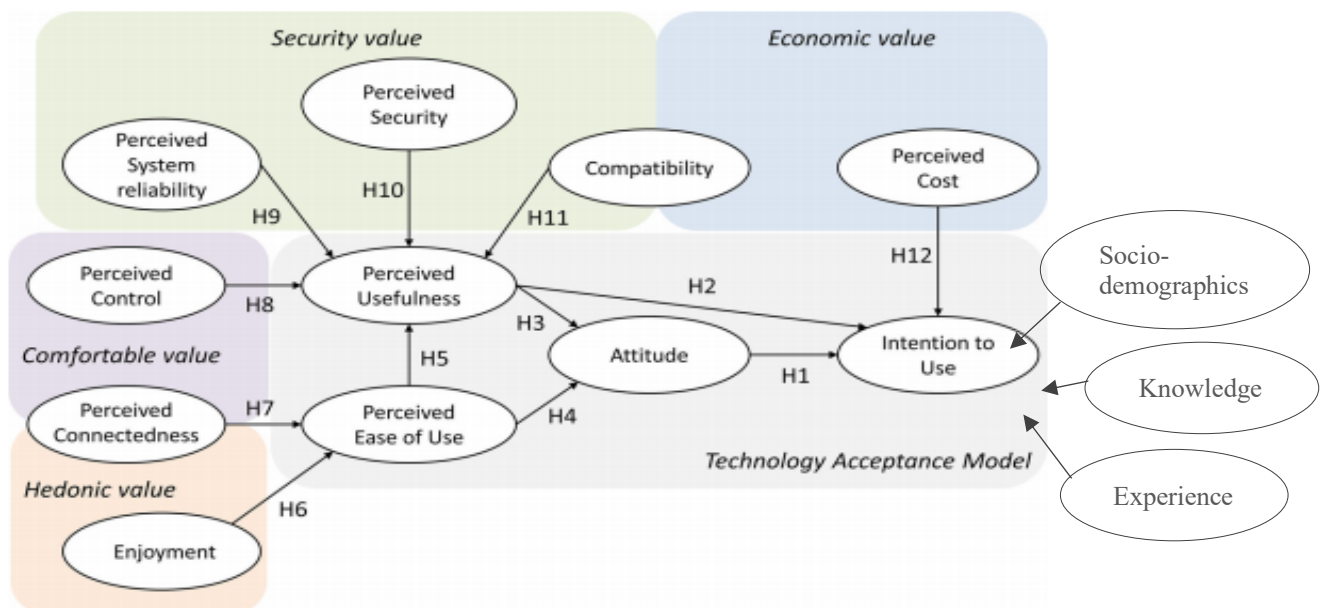 Security value
Economic value
Perceived
Security
Perceived
System
reliability
Compatibility
Perceived
Cost
H10
H9
H11
H12
Socio-
demographics
Perceived
Control
H8
Perceived
Usefulness
H2
H3
Comfortable value
H5
Attitude
H1
Intention to
Use
Knowledge
Perceived
Connectedness
H7
Perceived
Ease of Use
H4
Technology Acceptance Model
Hedonic value
H6
Experience
Enjoyment